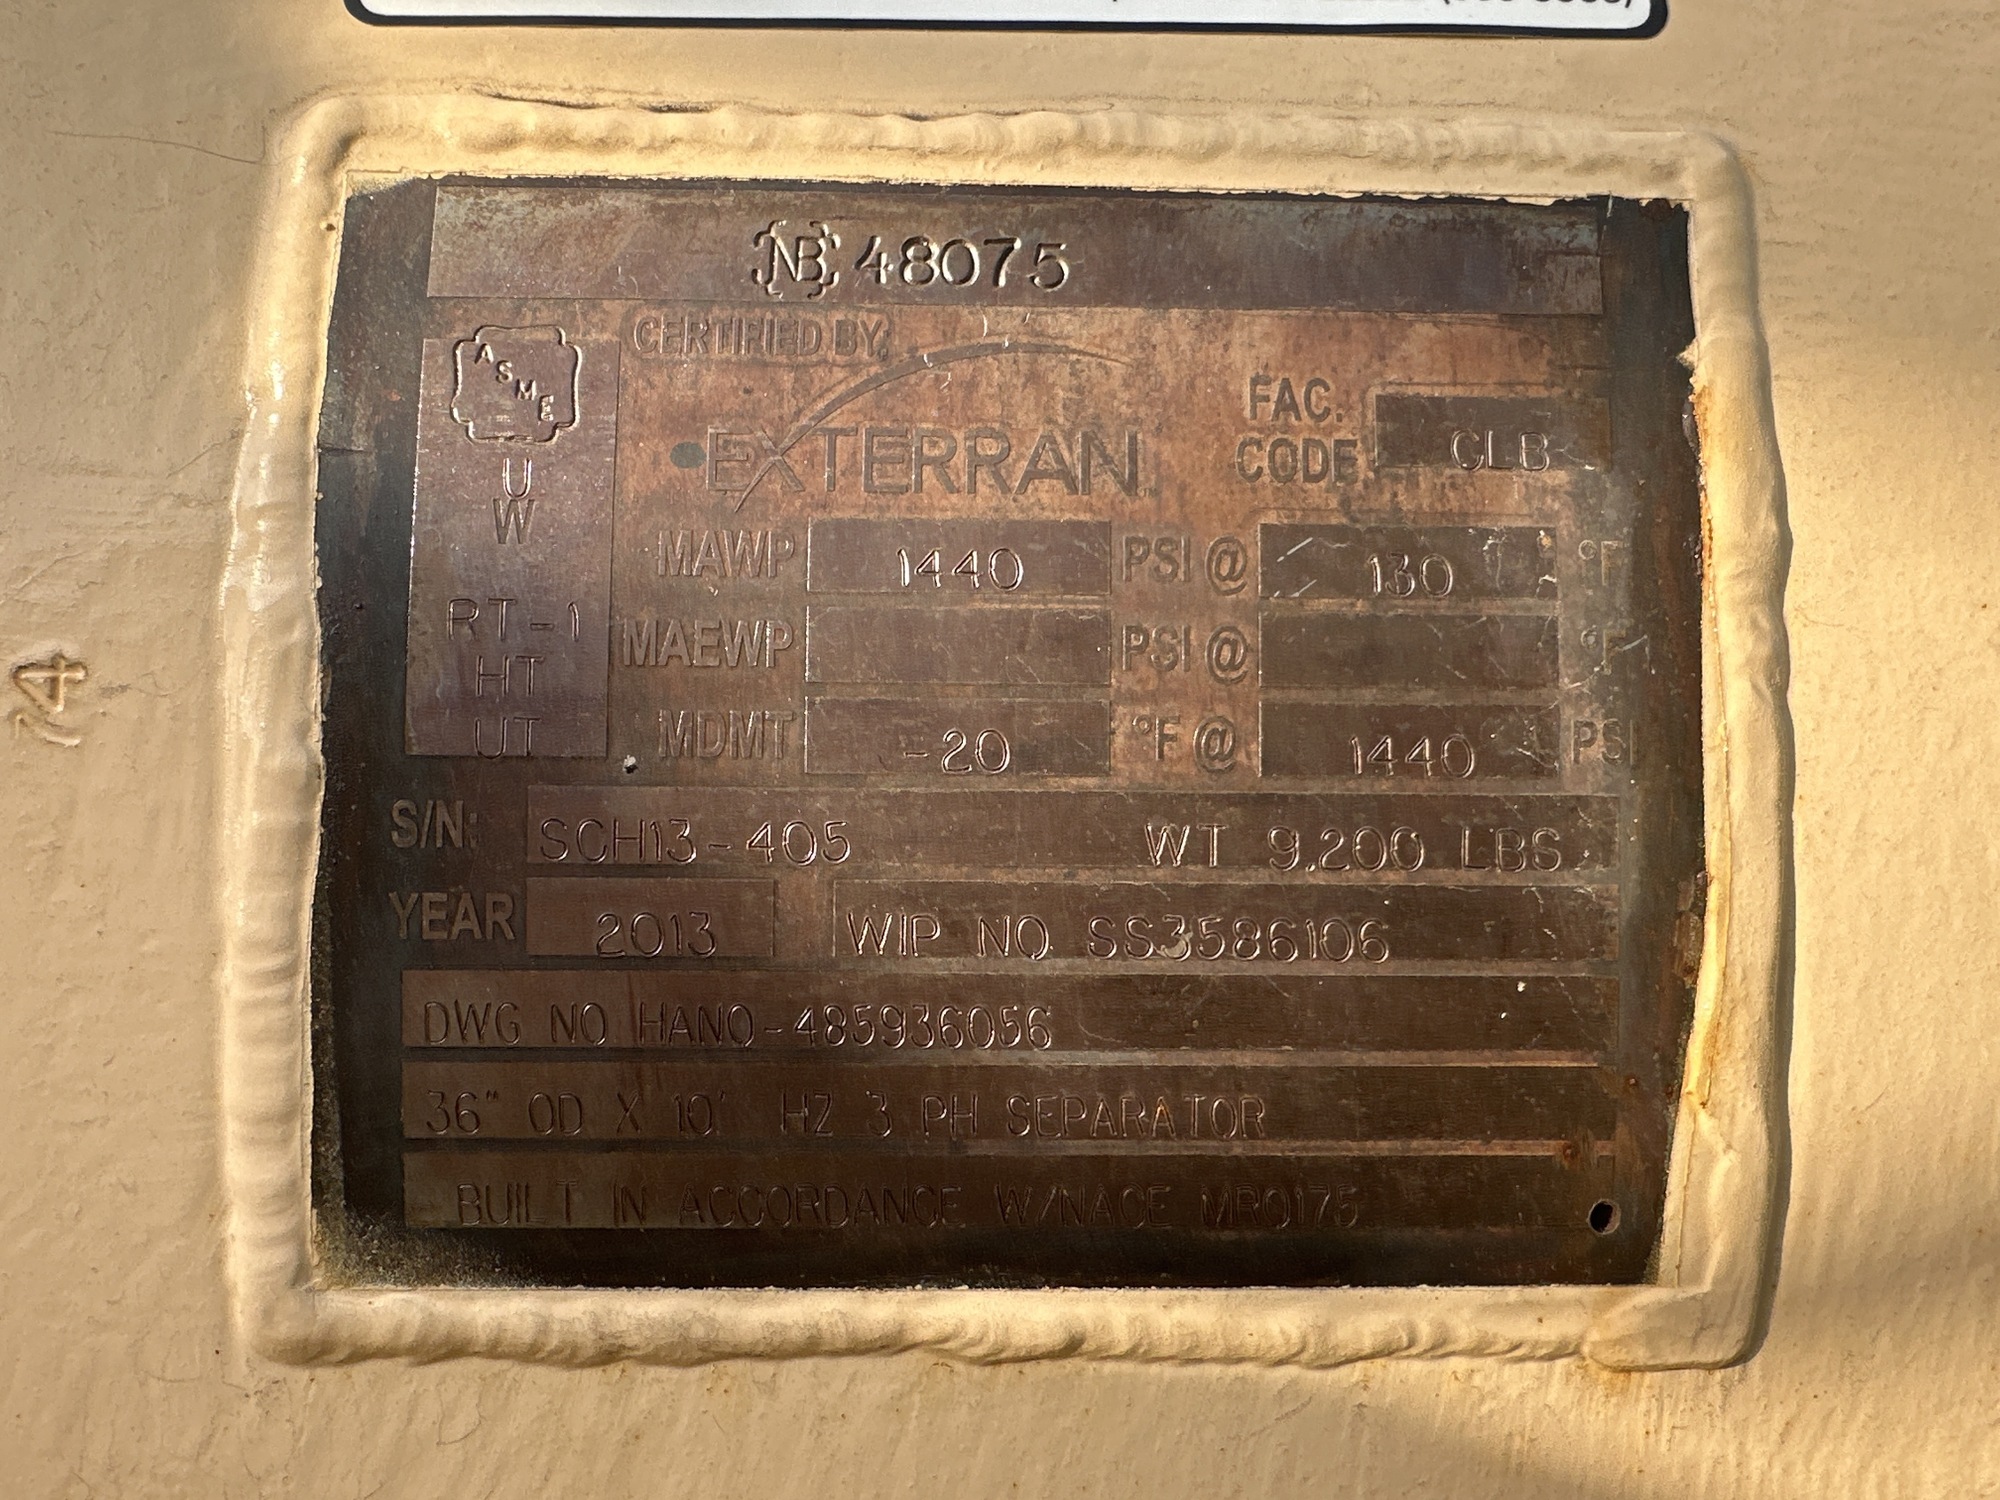 NB 48075
ASME
CERTIFIED BY:
EXTERRAN
FAC. CODE CLB
U
W
RT-1
HT
UT
MAWP 1440 PSI @ 130 °F
MAEWP PSI @ °F
MDMT -20 °F @ 1440 PSI
S/N: SCH13-405 WT 9,200 LBS
YEAR 2013 WIP NO SS3586106
DWG NO HANO-485936056
36" OD X 10' HZ 3 PH SEPARATOR
BUILT IN ACCORDANCE W/NACE MR0175